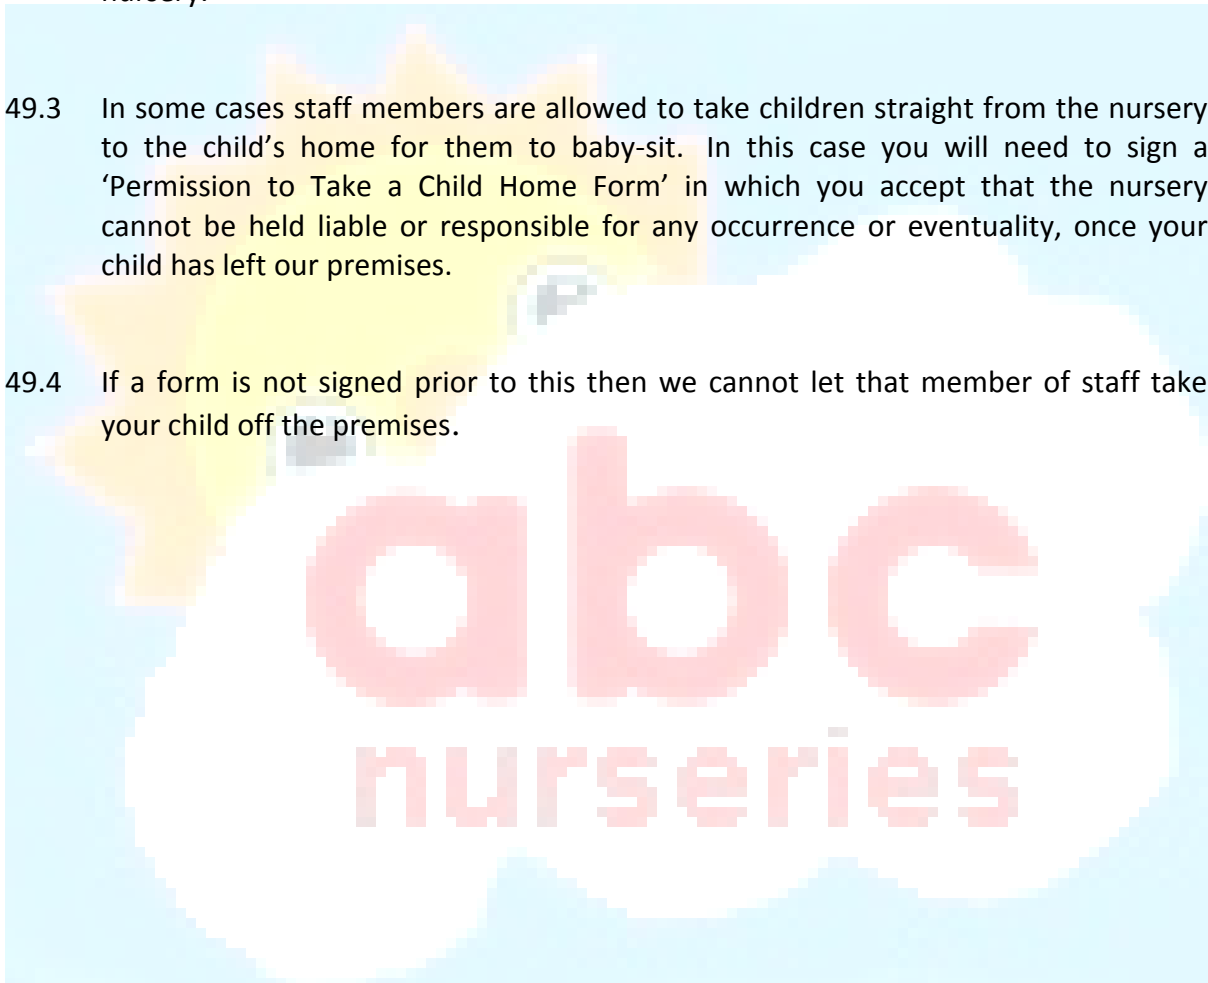 nursery.
49.3 In some cases staff members are allowed to take children straight from the nursery
to the child’s home for them to baby-sit. In this case you will need to sign a
‘Permission to Take a Child Home Form’ in which you accept that the nursery
cannot be held liable or responsible for any occurrence or eventuality, once your
child has left our premises.
49.4 If a form is not signed prior to this then we cannot let that member of staff take
your child off the premises.
abc
nurseries